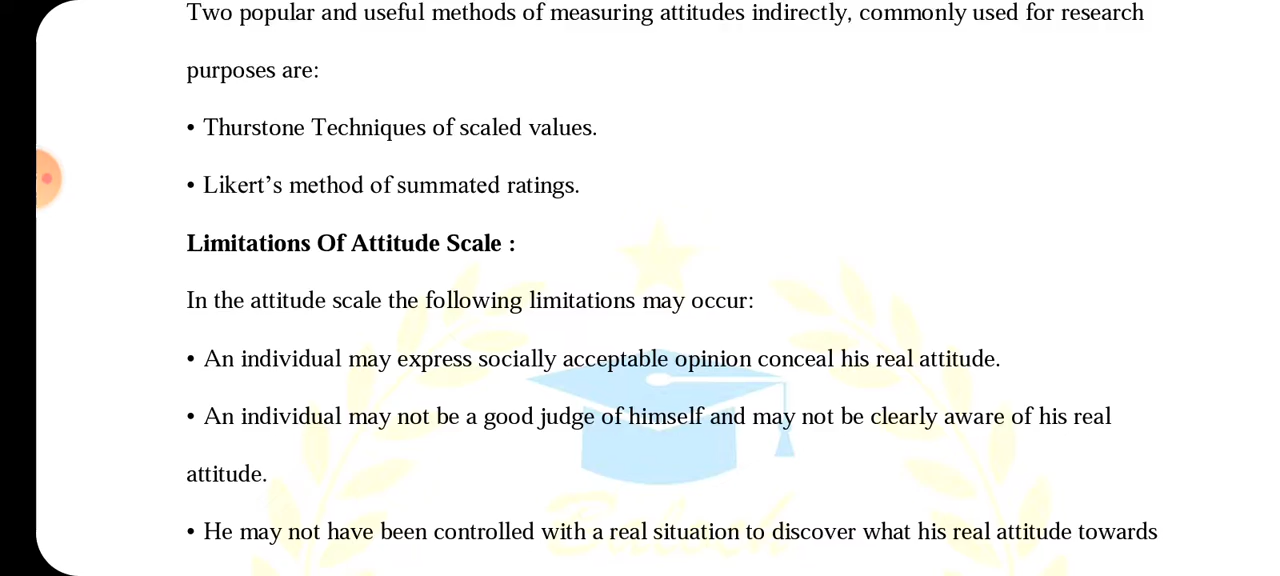 Two popular and useful methods of measuring attitudes indirectly, commonly used for research
purposes are:
• Thurstone Techniques of scaled values.
• Likert’s method of summated ratings.
Limitations Of Attitude Scale :
In the attitude scale the following limitations may occur:
• An individual may express socially acceptable opinion conceal his real attitude.
• An individual may not be a good judge of himself and may not be clearly aware of his real
attitude.
Baloch
• He may not have been controlled with a real situation to discover what his real attitude towards